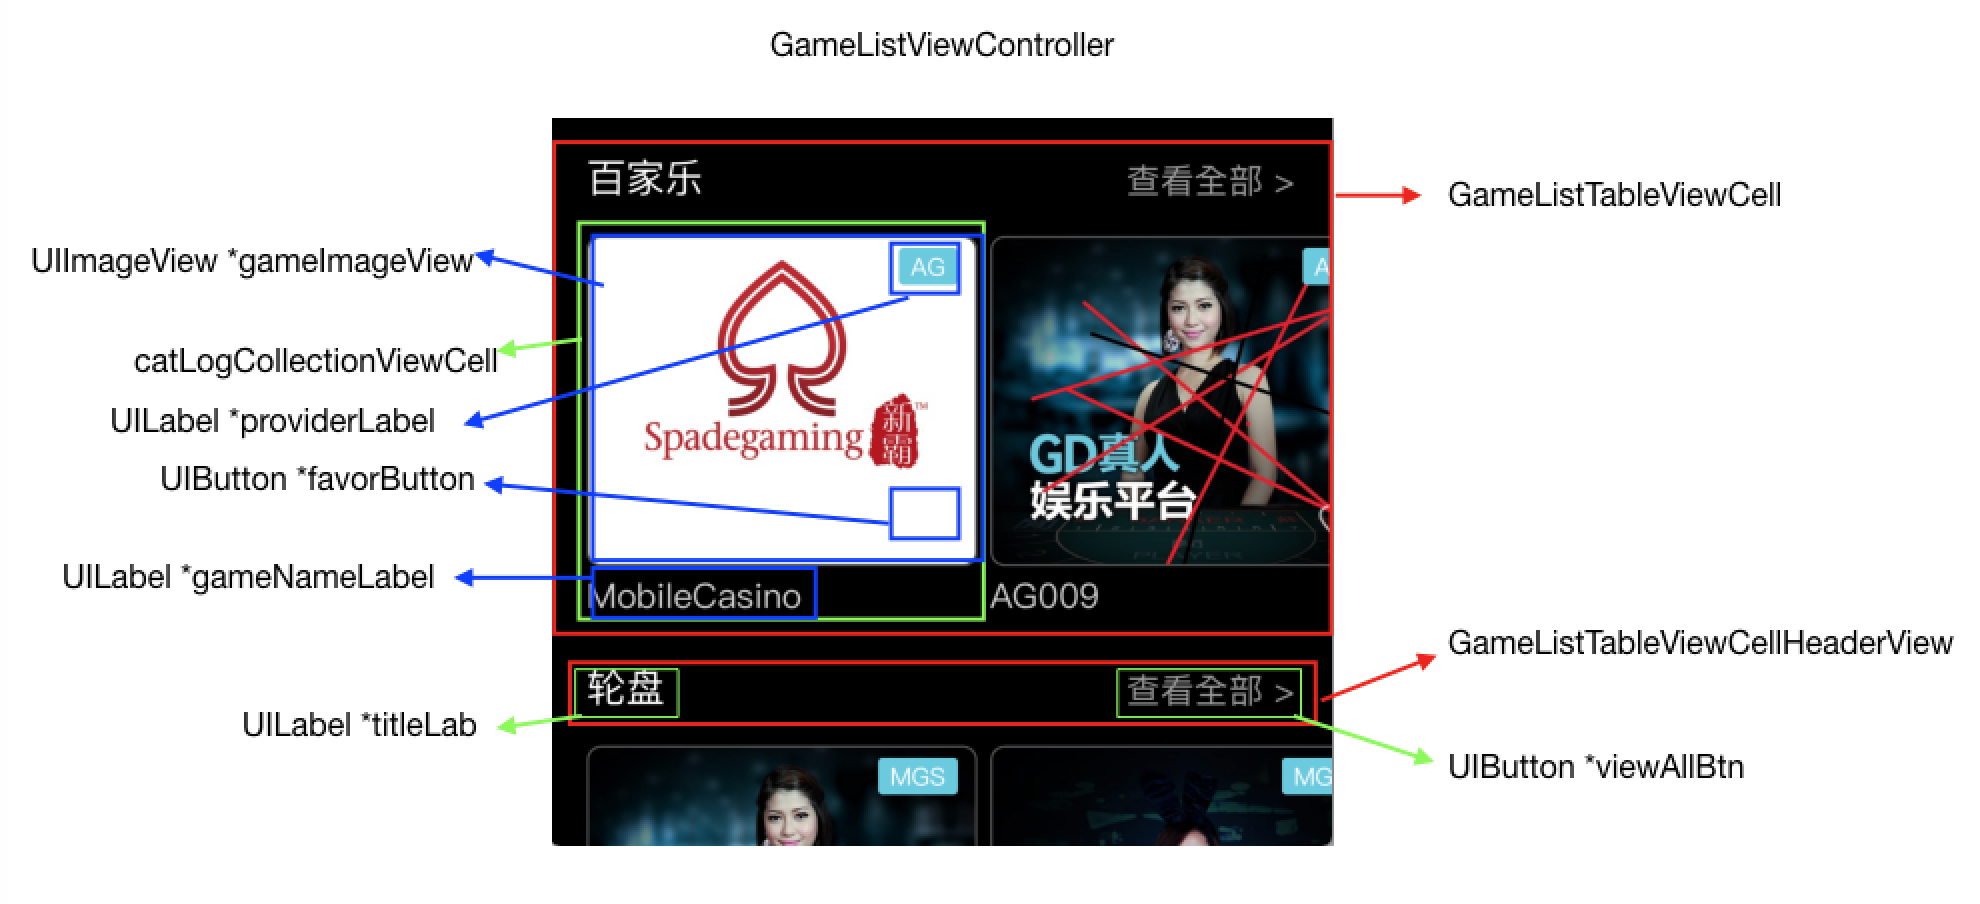 GameListViewController
百家乐
查看全部 >
GameListTableViewCell
UIImageView *gameImageView
AG
A
catLogCollectionViewCell
UILabel *providerLabel
Spadegaming
新霸
TM
GD真人
娱乐平台
UIButton *favorButton
PLAYER
UILabel *gameNameLabel
MobileCasino
AG009
GameListTableViewCellHeaderView
轮盘
查看全部 >
UILabel *titleLab
UIButton *viewAllBtn
MGS
MG